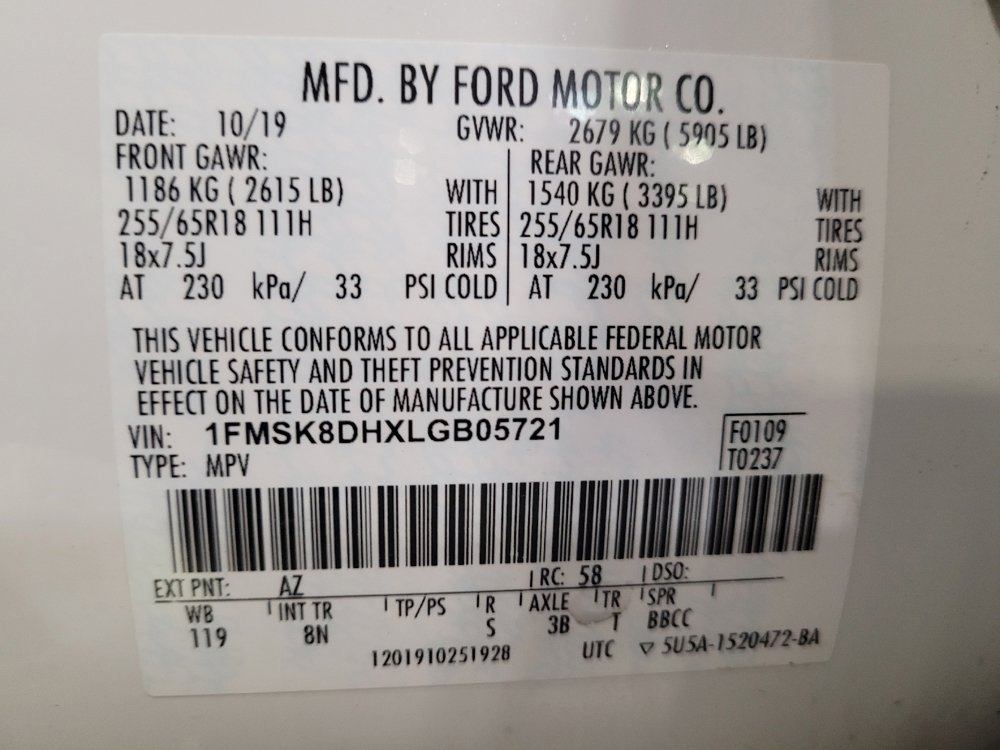 MFD. BY FORD MOTOR CO.
DATE: 10/19 GVWR: 2679 KG ( 5905 LB)
FRONT GAWR: REAR GAWR:
1186 KG ( 2615 LB) WITH 1540 KG ( 3395 LB) WITH
255/65R18 111H TIRES 255/65R18 111H TIRES
18x7.5J RIMS 18x7.5J RIMS
AT 230 kPa/ 33 PSI COLD AT 230 kPa/ 33 PSI COLD
THIS VEHICLE CONFORMS TO ALL APPLICABLE FEDERAL MOTOR
VEHICLE SAFETY AND THEFT PREVENTION STANDARDS IN
EFFECT ON THE DATE OF MANUFACTURE SHOWN ABOVE.
VIN: 1FMSK8DHXLGB05721 F0109
TYPE: MPV T0237
EXT PNT: AZ RC: 58 DSO:
WB INT TR TP/PS R AXLE TR SPR
119 8N S 3B T BBCC
1201910251928 UTC ▽ 5U5A-1520472-BA